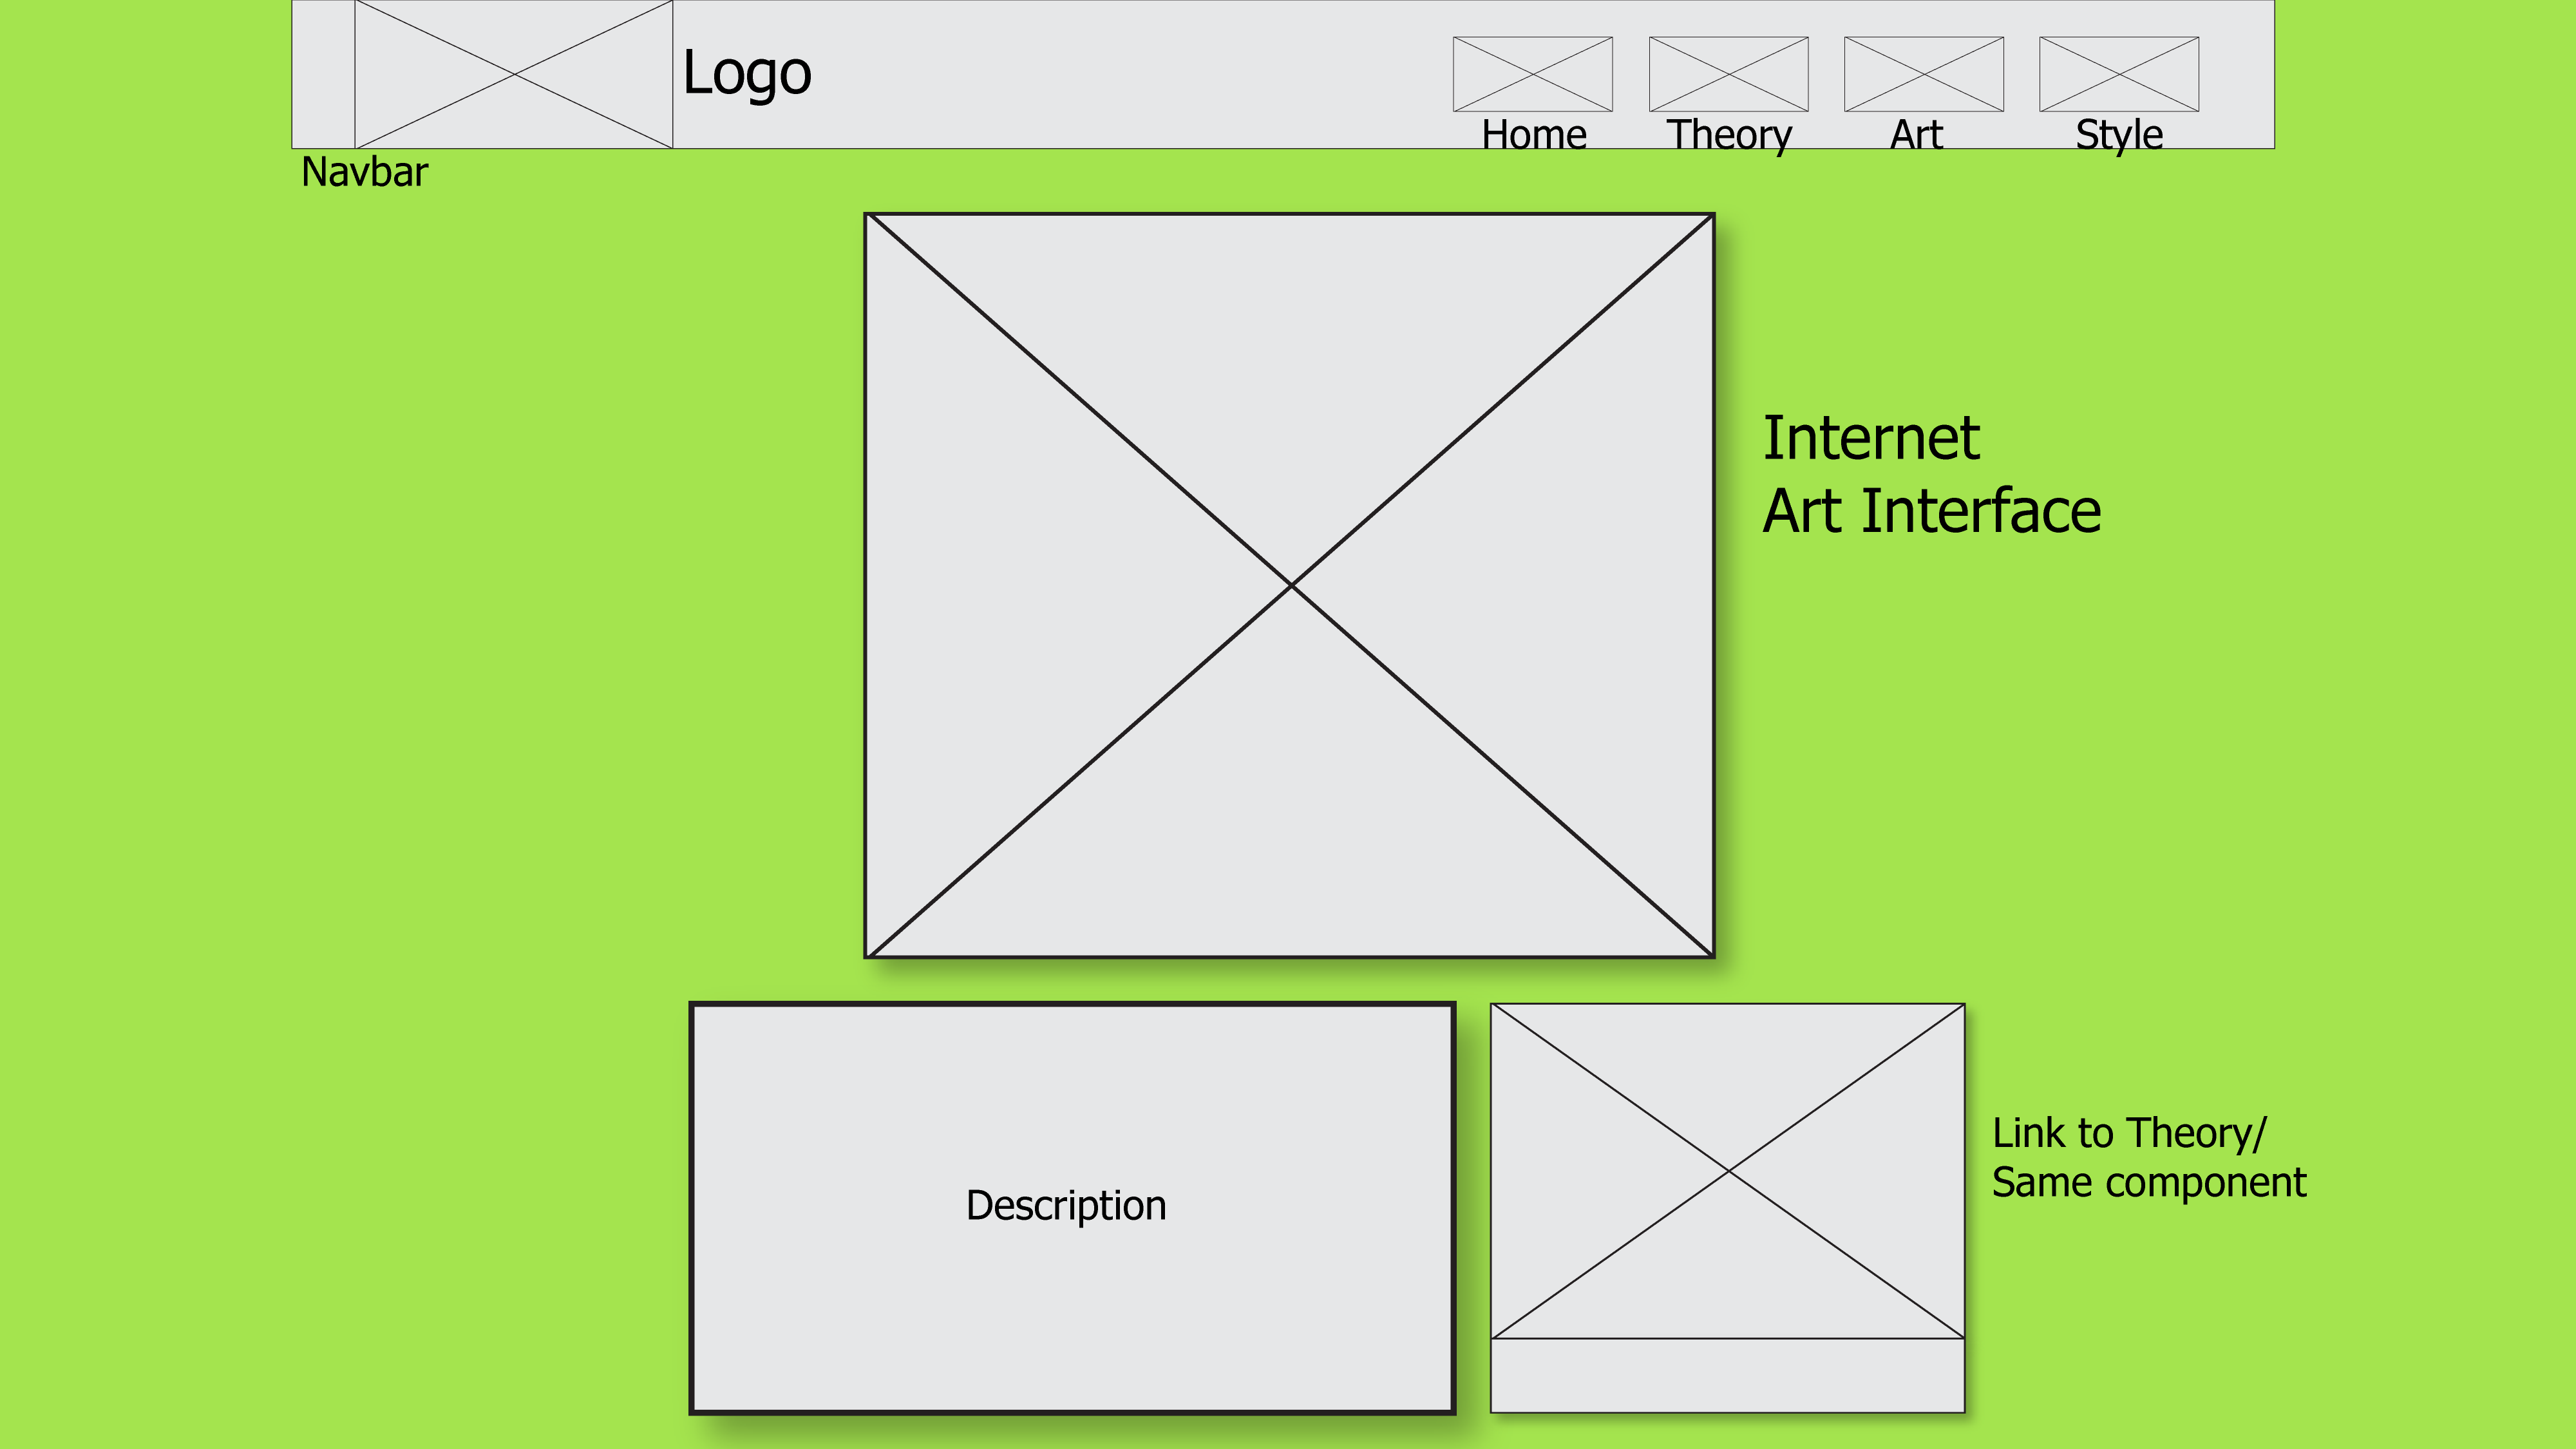 Logo
Home
Theory
Art
Style
Navbar
Internet
Art Interface
Description
Link to Theory/
Same component